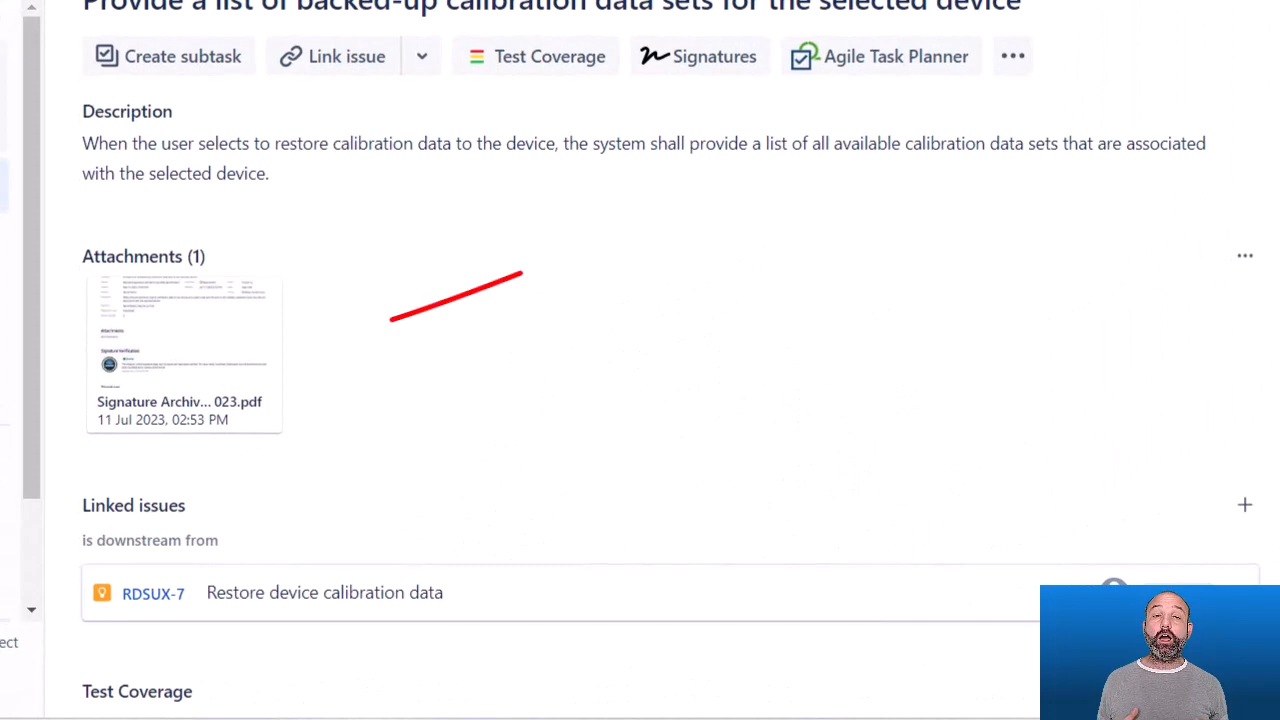 Provide a list of backed-up calibration data sets for the selected device
Create subtask
Link issue
Test Coverage
Signatures
Agile Task Planner
Description
When the user selects to restore calibration data to the device, the system shall provide a list of all available calibration data sets that are associated
with the selected device.
Attachments (1)
Attachments
Signature Verification
Signature Archiv... 023.pdf
11 Jul 2023, 02:53 PM
Linked issues
is downstream from
RDSUX-7 Restore device calibration data
ect
Test Coverage